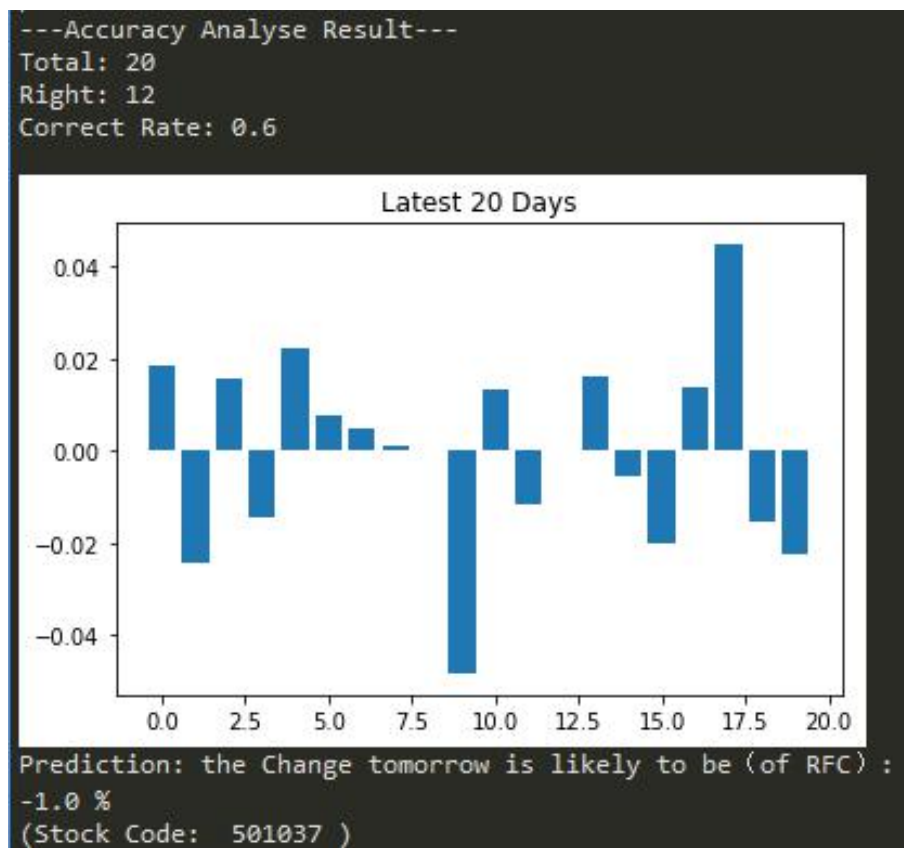 ---Accuracy Analyse Result---
Total: 20
Right: 12
Correct Rate: 0.6
Latest 20 Days
0.04
0.02
0.00
−0.02
−0.04
0.0 2.5 5.0 7.5 10.0 12.5 15.0 17.5 20.0
Prediction: the Change tomorrow is likely to be（of RFC）:
-1.0 %
(Stock Code:  501037 )